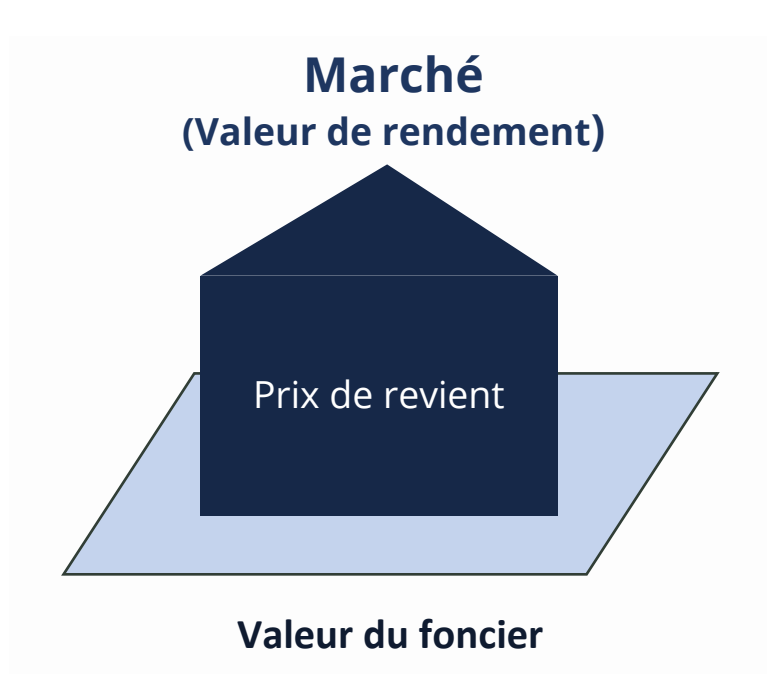 Marché
(Valeur de rendement)
Prix de revient
Valeur du foncier